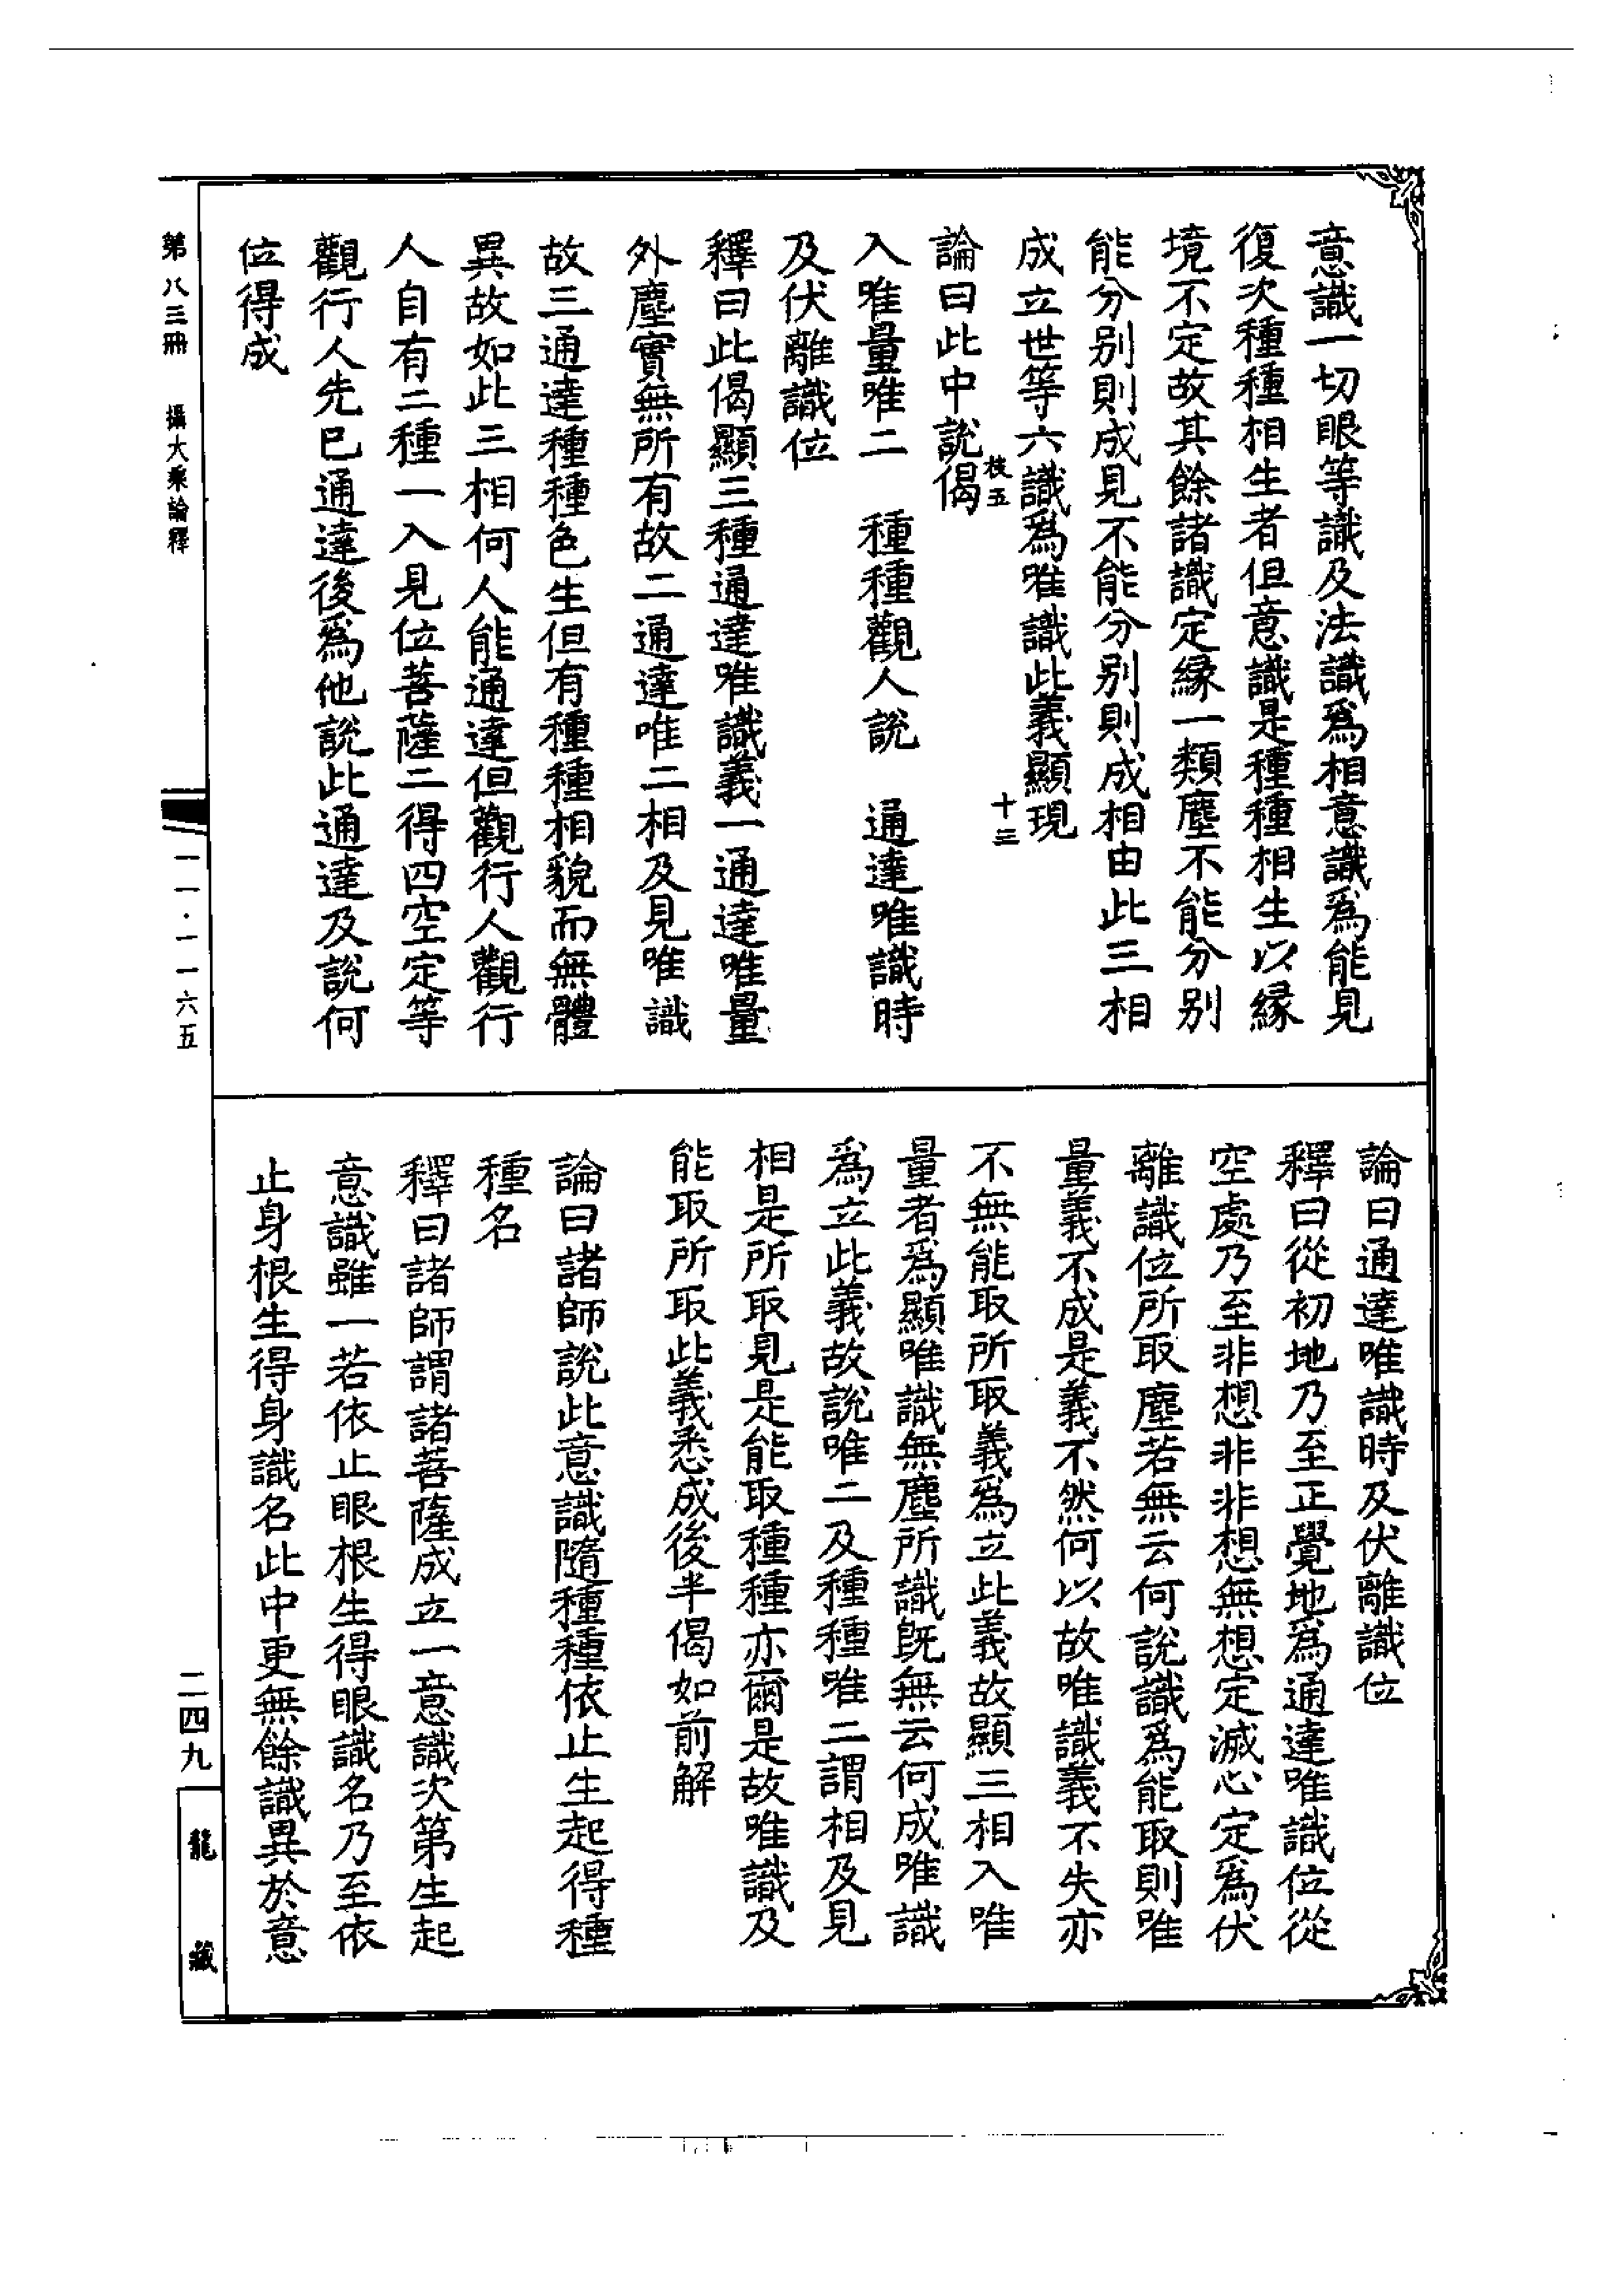 意識一切眼等識及法識爲相意識爲能見
復次種種相生者但意識是種種相生以縁
境不定故其餘諸識定縁一類塵不能分别
能分别則成見不能分别則成相由此三相
成立世等六識爲唯識此義顯現
枝五
十三
論曰此中說偈
入唯量唯二　種種觀人說　通達唯識時
及伏離識位
釋曰此偈顯三種通達唯識義一通達唯量
外塵實無所有故二通達唯二相及見唯識
故三通達種種色生但有種種相貌而無體
異故如此三相何人能通達但觀行人觀行
人自有二種一入見位菩薩二得四空定等
觀行人先已通達後爲他說此通達及說何
位得成
論曰通達唯識時及伏離識位
釋曰從初地乃至正覺地爲通達唯識位從
空處乃至非想非非想無想定滅心定爲伏
離識位所取塵若無云何說識爲能取則唯
量義不成是義不然何以故唯識義不失亦
不無能取所取義爲立此義故顯三相入唯
量者爲顯唯識無塵所識旣無云何成唯識
爲立此義故說唯二及種種唯二謂相及見
相是所取見是能取種種亦爾是故唯識及
能取所取此義悉成後半偈如前解
論曰諸師說此意識隨種種依止生起得種
種名
釋曰諸師謂諸菩薩成立一意識次第生起
意識雖一若依止眼根生得眼識名乃至依
止身根生得身識名此中更無餘識異於意
第八三冊　攝大乘論釋
一一·一一六五
二四九
龍藏